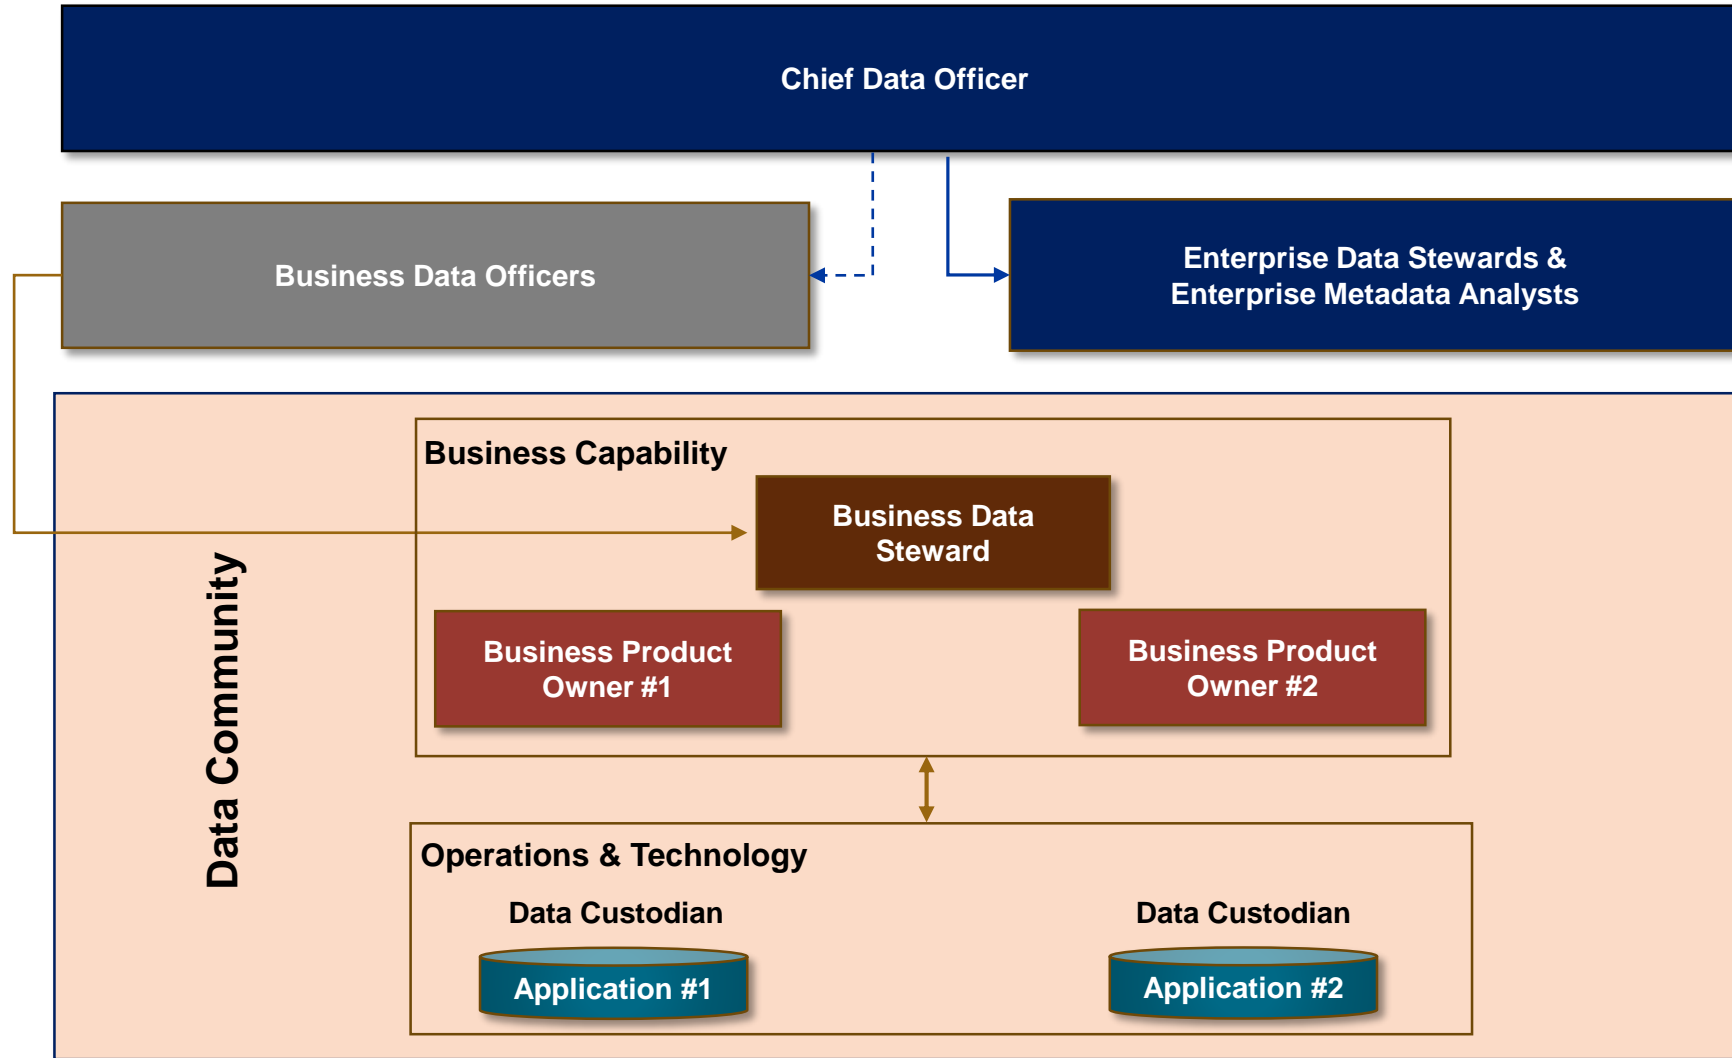 Chief Data Officer
Business Data Officers
Enterprise Data Stewards &
Enterprise Metadata Analysts
Data Community
Business Capability
Business Data
Steward
Business Product
Owner #1
Business Product
Owner #2
Operations & Technology
Data Custodian
Data Custodian
Application #1
Application #2